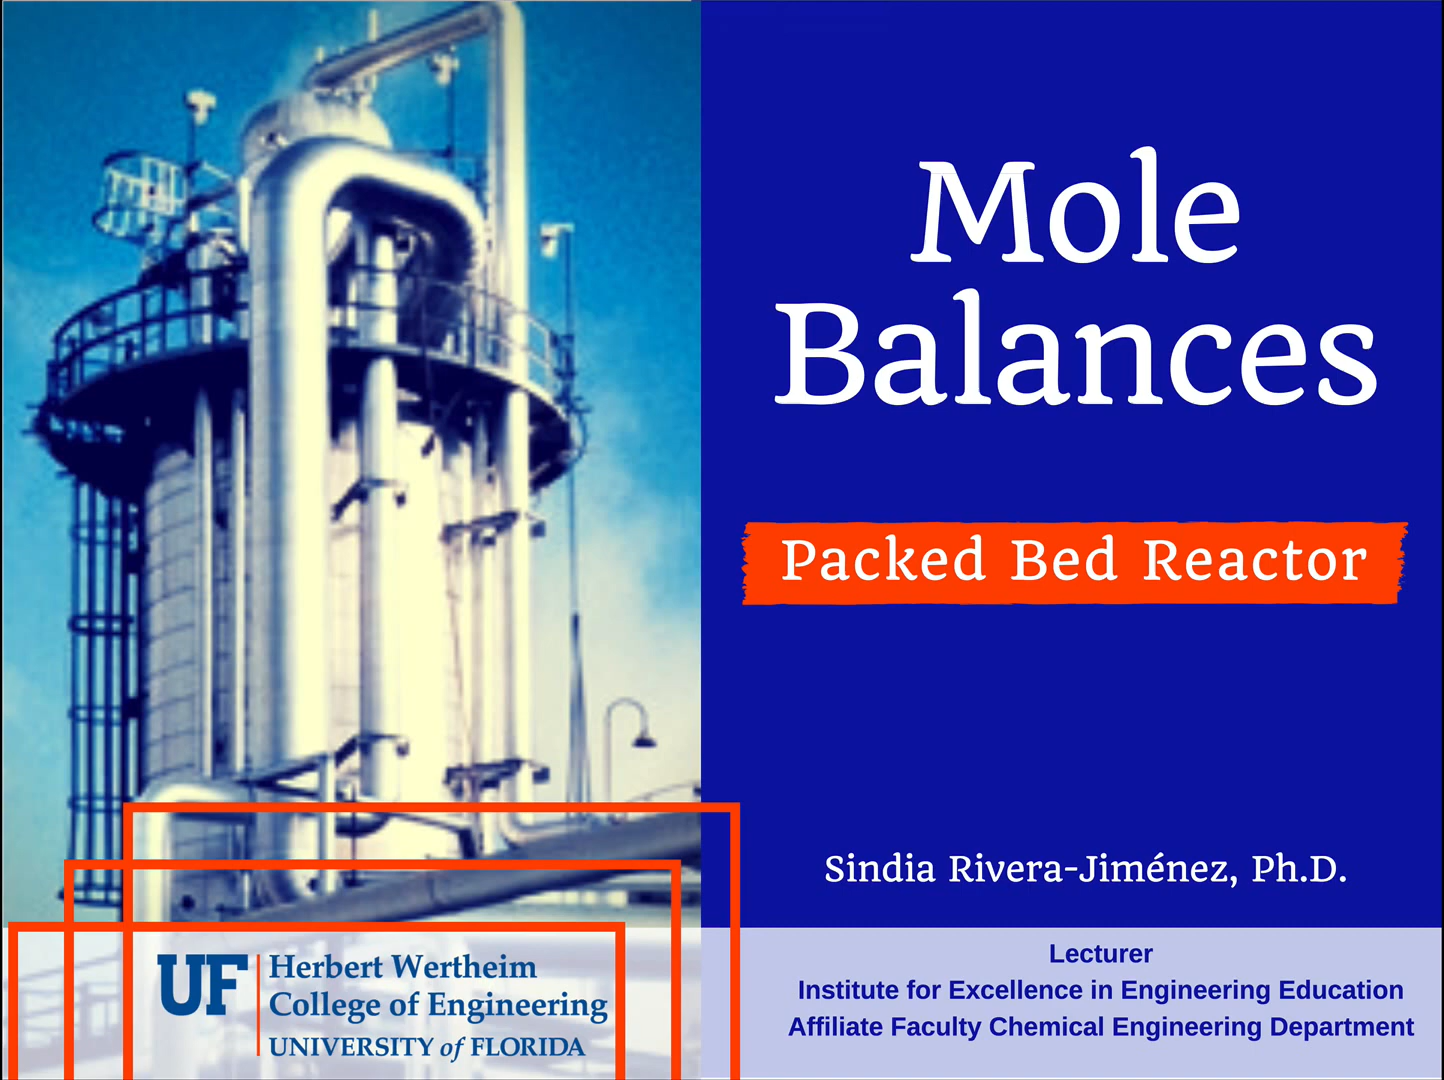 Mole
Balances
Packed Bed Reactor
Sindia Rivera-Jiménez, Ph.D.
Lecturer
Institute for Excellence in Engineering Education
Affiliate Faculty Chemical Engineering Department
UF Herbert Wertheim
College of Engineering
UNIVERSITY of FLORIDA